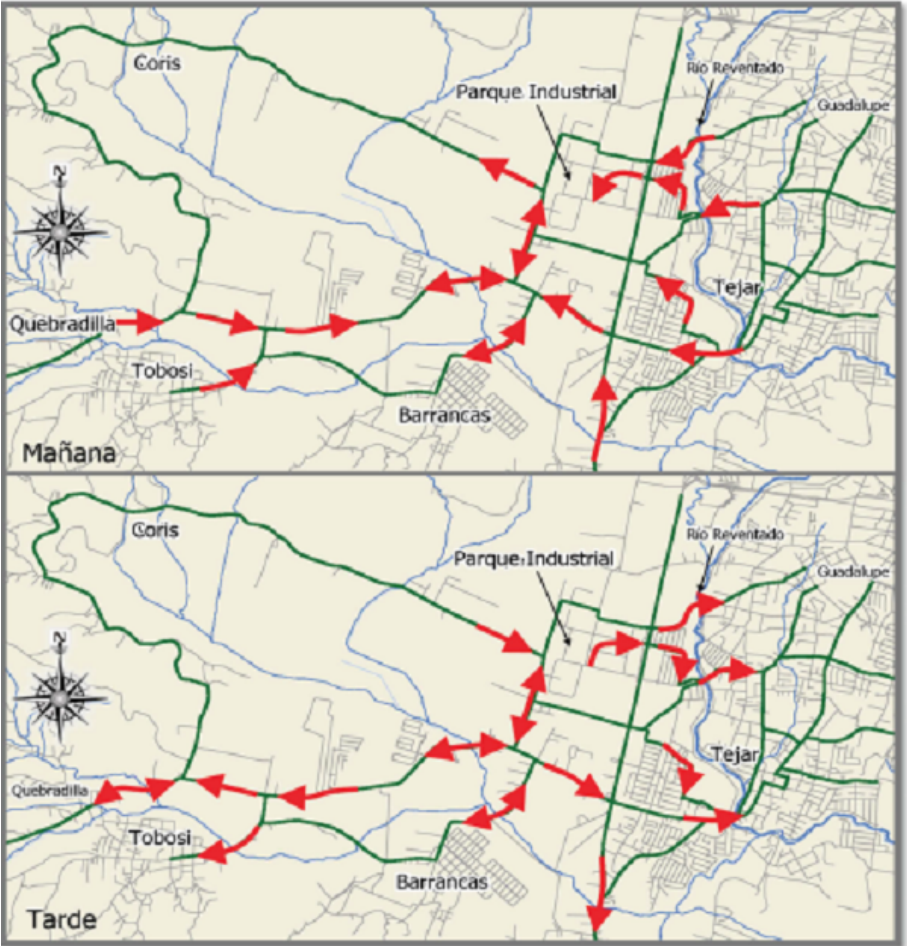 Coris
Parque Industrial
Río Reventado
Guadalupe
N
Quebradilla
Tejar
Tobosi
Barrancas
Mañana
Coris
Parque Industrial
Río Reventado
Guadalupe
N
Tejar
Quebradilla
Tobosi
Barrancas
Tarde